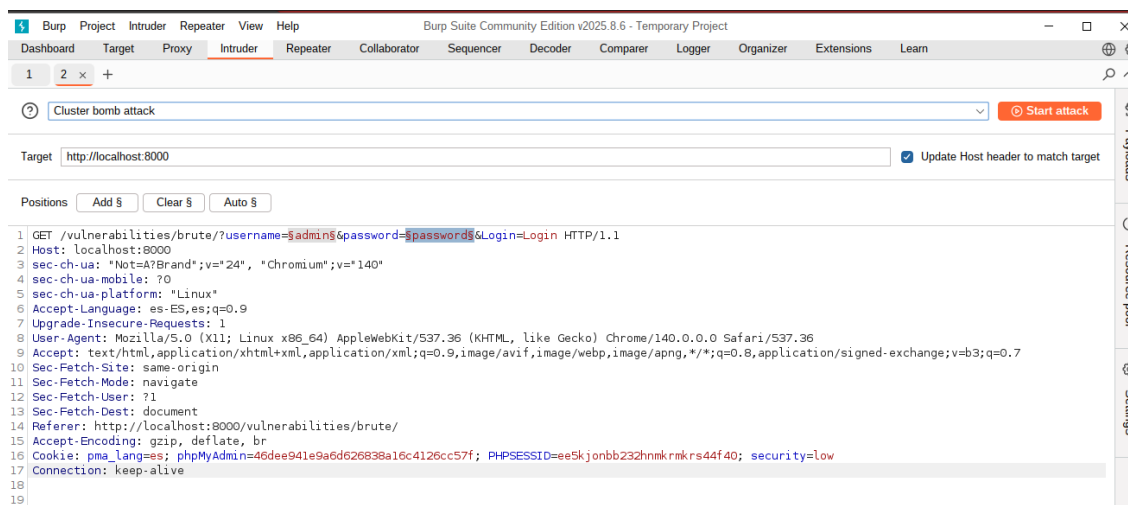 Burp Project Intruder Repeater View Help Burp Suite Community Edition v2025.8.6 - Temporary Project
Dashboard Target Proxy Intruder Repeater Collaborator Sequencer Decoder Comparer Logger Organizer Extensions Learn
1 2 × +
? Cluster bomb attack Start attack
Target http://localhost:8000 Update Host header to match target
Positions Add § Clear § Auto §
1 GET /vulnerabilities/brute/?username=§admin§&password=§password§&Login=Login HTTP/1.1
2 Host: localhost:8000
3 sec-ch-ua: "Not=A?Brand";v="24", "Chromium";v="140"
4 sec-ch-ua-mobile: ?0
5 sec-ch-ua-platform: "Linux"
6 Accept-Language: es-ES,es;q=0.9
7 Upgrade-Insecure-Requests: 1
8 User-Agent: Mozilla/5.0 (X11; Linux x86_64) AppleWebKit/537.36 (KHTML, like Gecko) Chrome/140.0.0.0 Safari/537.36
9 Accept: text/html,application/xhtml+xml,application/xml;q=0.9,image/avif,image/webp,image/apng,*/*;q=0.8,application/signed-exchange;v=b3;q=0.7
10 Sec-Fetch-Site: same-origin
11 Sec-Fetch-Mode: navigate
12 Sec-Fetch-User: ?1
13 Sec-Fetch-Dest: document
14 Referer: http://localhost:8000/vulnerabilities/brute/
15 Accept-Encoding: gzip, deflate, br
16 Cookie: pma_lang=es; phpMyAdmin=46dee941e9a6d626838a16c4126cc57f; PHPSESSID=ee5kjonbb232hnmkrmkrs44f40; security=low
17 Connection: keep-alive
18
19